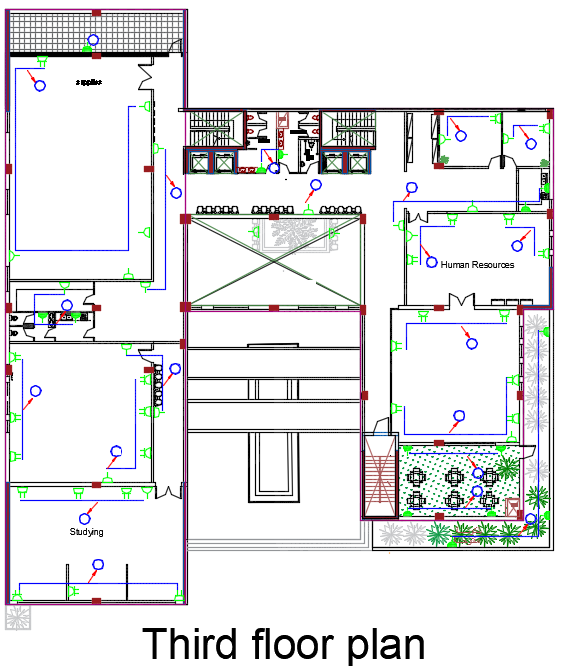 supplies
Human Resources
Studying
Third floor plan